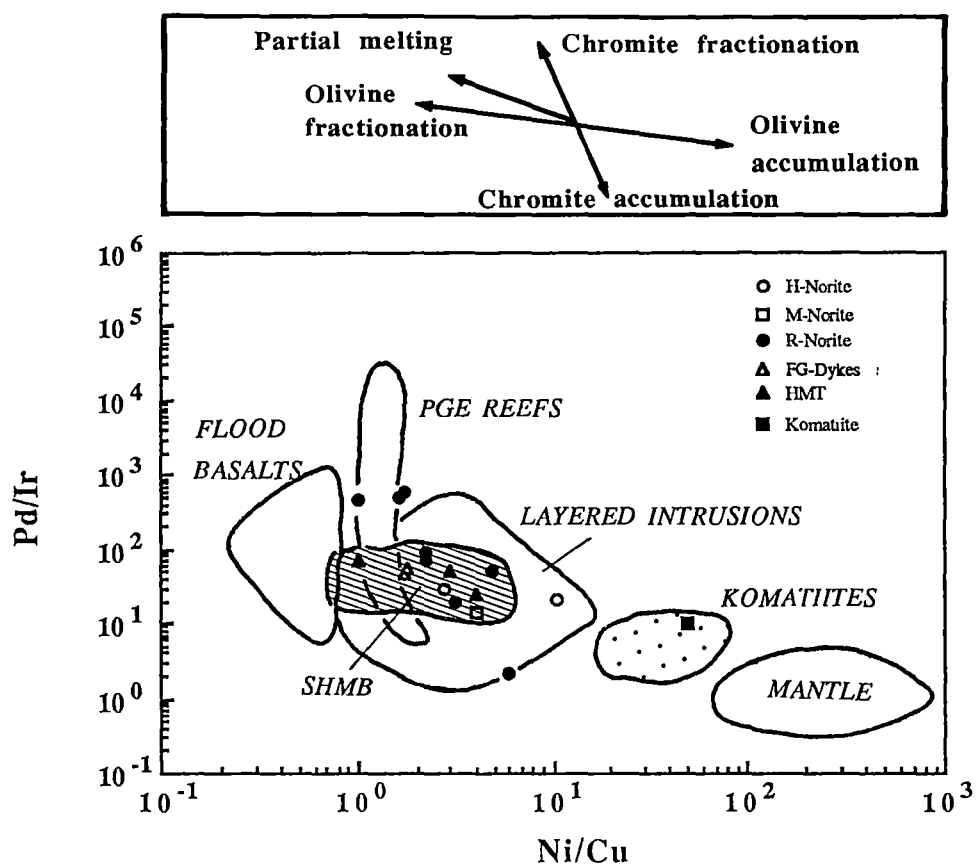 Partial melting
Chromite fractionation
Olivine
fractionation
Olivine
accumulation
Chromite accumulation
10^6
10^5
10^4
10^3
10^2
10^1
10^0
10^-1
Pd/Ir
H-Norite
M-Norite
R-Norite
FG-Dykes
HMT
Komatiite
PGE REEFS
FLOOD
BASALTS
LAYERED INTRUSIONS
KOMATIITES
SHMB
MANTLE
10^-1
10^0
10^1
10^2
10^3
Ni/Cu